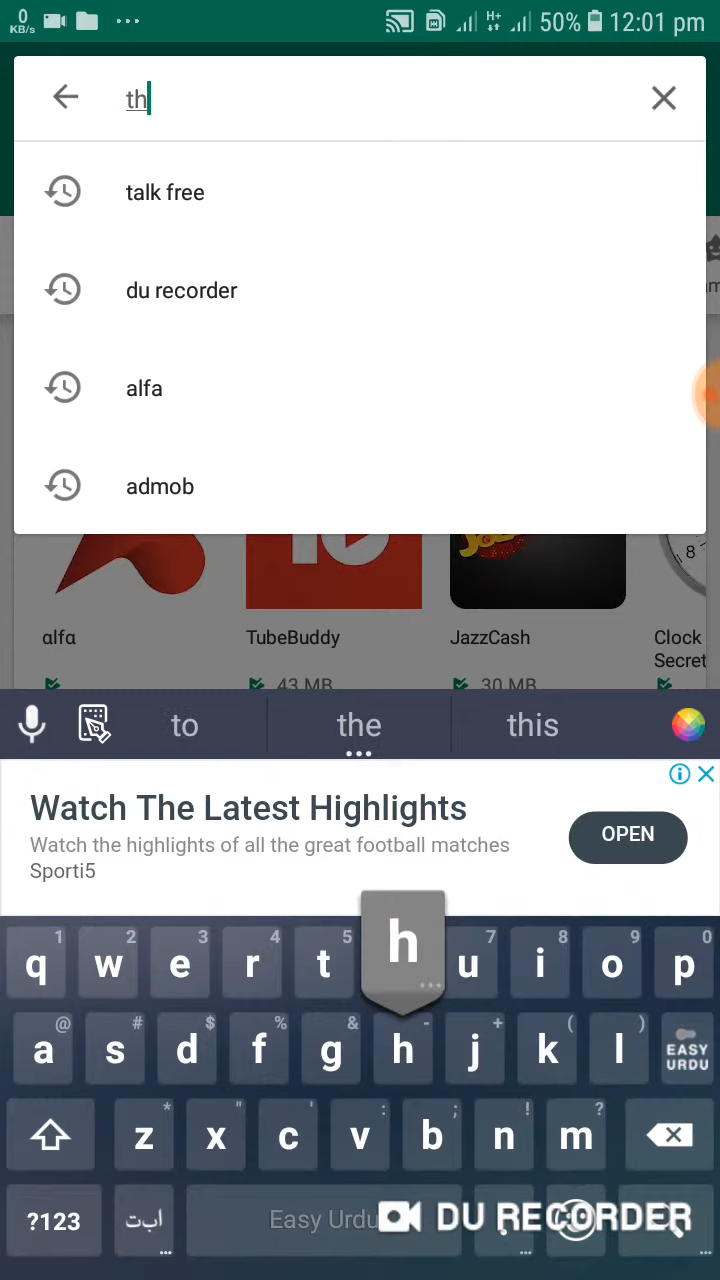 0
KB/s
H+
50%
12:01 pm
th
talk free
du recorder
alfa
admob
8
alfa
TubeBuddy
JazzCash
Clock
Secret
43 MB
30 MB
to
the
this
Watch The Latest Highlights
Watch the highlights of all the great football matches
Sporti5
OPEN
1 2 3 4 5 7 8 9 0
q w e r t h u i o p
@ # $ % & - + ( )
a s d f g h j k l EASY URDU
* " ' : ; ! ?
z x c v b n m
?123 ابت Easy Urdu
DU RECORDER